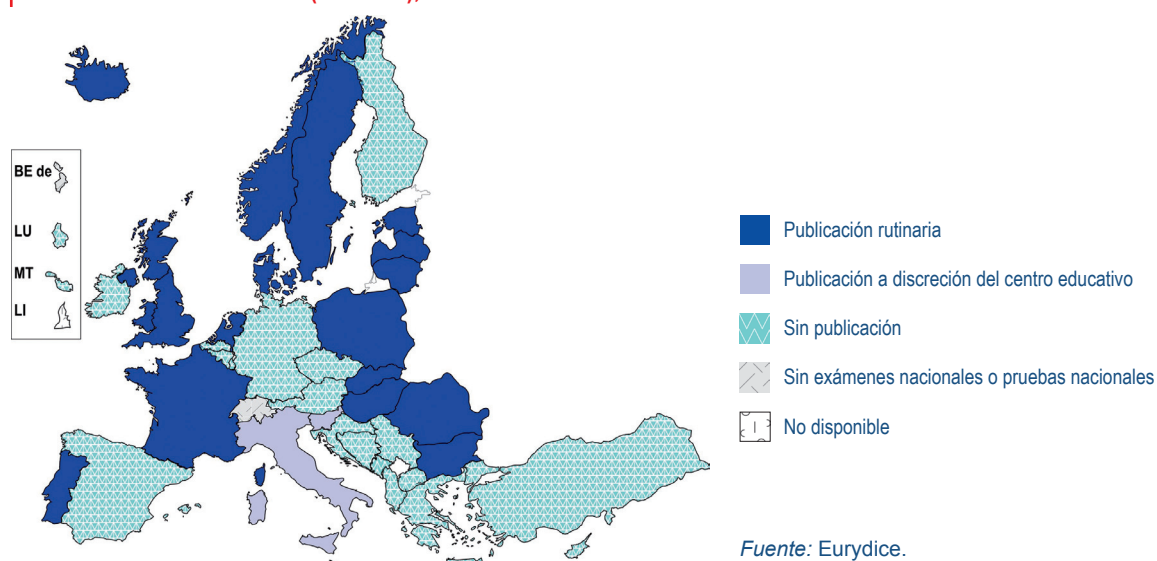 BE de
LU
MT
LI
Publicación rutinaria
Publicación a discreción del centro educativo
Sin publicación
Sin exámenes nacionales o pruebas nacionales
No disponible
Fuente: Eurydice.